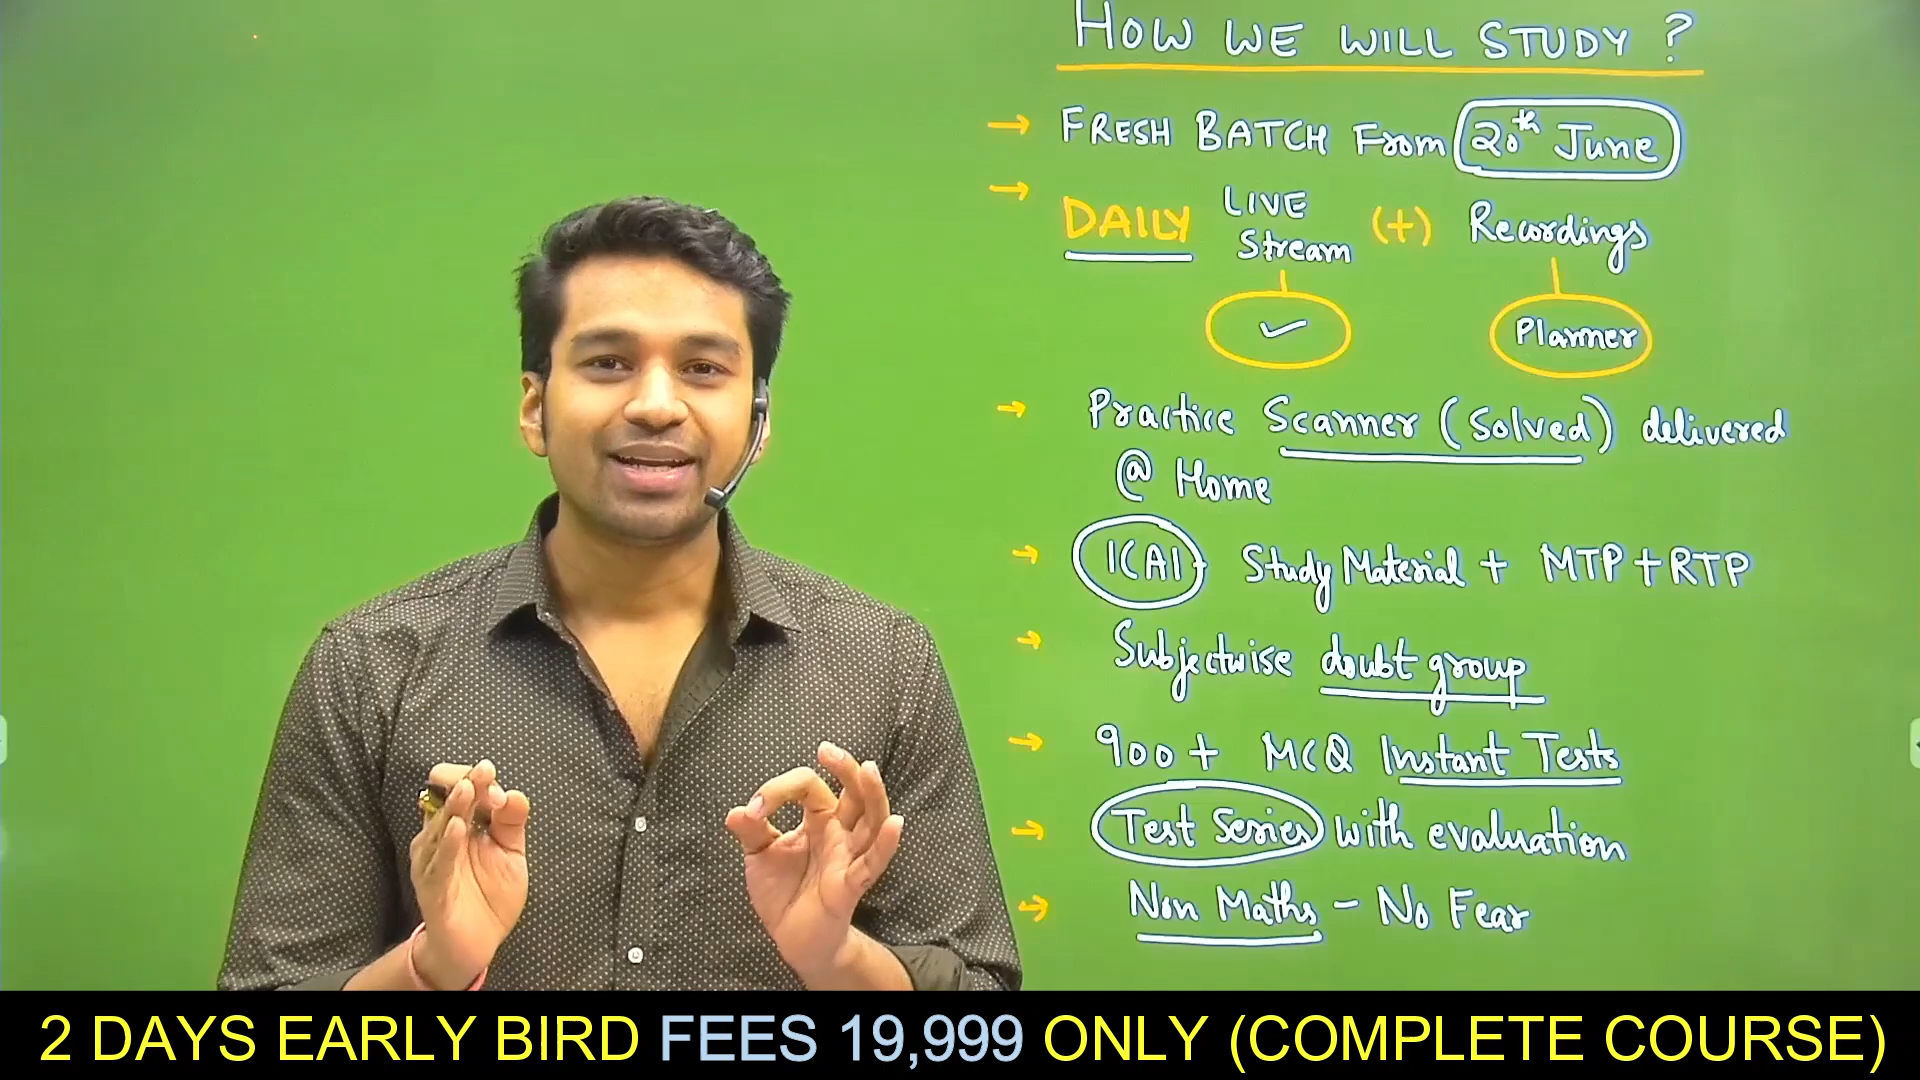 HOW WE WILL STUDY ?
→ FRESH BATCH From 20th June
→ DAILY LIVE Stream (+) Recordings
✓ Planner
→ Practice Scanner (Solved) delivered
@ Home
→ ICAI Study Material + MTP + RTP
→ Subjectwise doubt group
→ 900+ MCQ Instant Tests
→ Test Series with evaluation
→ Non Maths - No Fear
2 DAYS EARLY BIRD FEES 19,999 ONLY (COMPLETE COURSE)